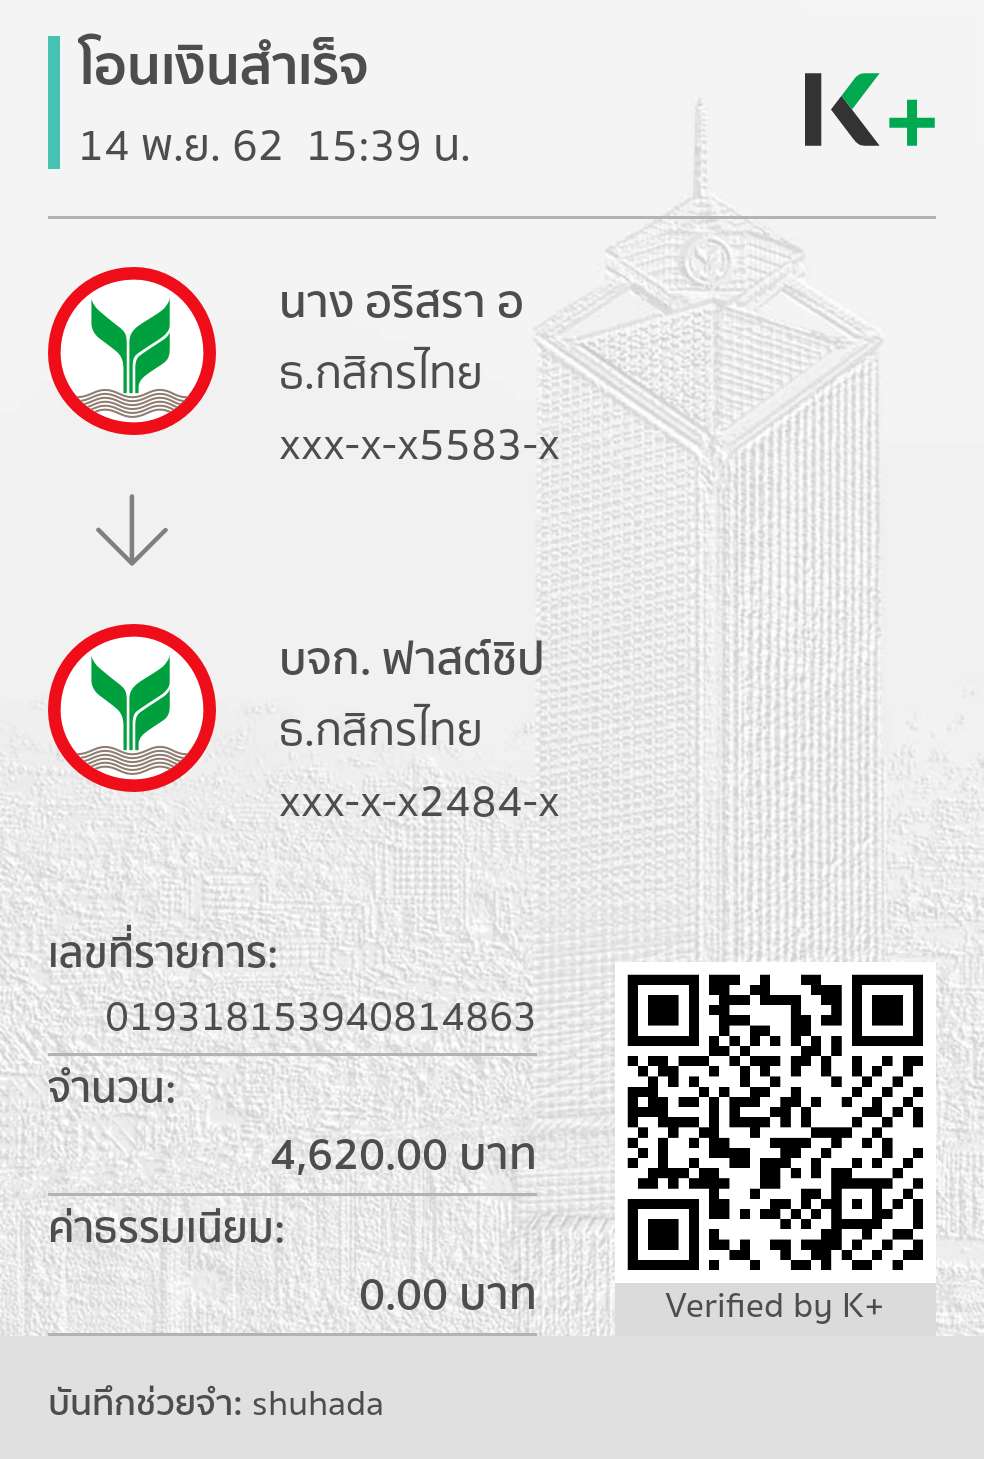 โอนเงินสำเร็จ
14 พ.ย. 62  15:39 น.
K+
นาง อริสรา อ
ธ.กสิกรไทย
xxx-x-x5583-x
บจก. ฟาสต์ชิป
ธ.กสิกรไทย
xxx-x-x2484-x
เลขที่รายการ:
019318153940814863
จำนวน:
4,620.00 บาท
ค่าธรรมเนียม:
0.00 บาท
Verified by K+
บันทึกช่วยจำ: shuhada